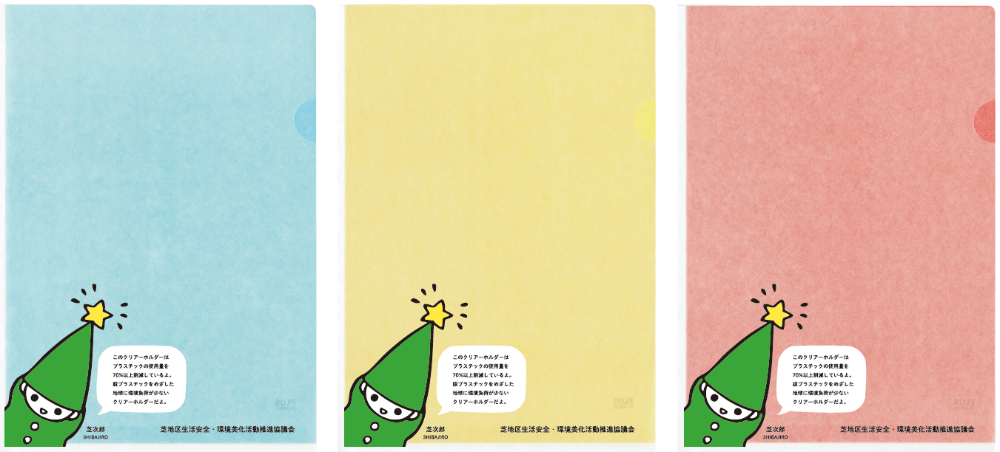 このクリアーホルダーは
プラスチックの使用量を
70%以上削減しているよ。
脱プラスチックをめざした
地球に環境負荷が少ない
クリアーホルダーだよ。
PLUS
芝次郎
SHIBAJIRO
芝地区生活安全・環境美化活動推進協議会
このクリアーホルダーは
プラスチックの使用量を
70%以上削減しているよ。
脱プラスチックをめざした
地球に環境負荷が少ない
クリアーホルダーだよ。
PLUS
芝次郎
SHIBAJIRO
芝地区生活安全・環境美化活動推進協議会
このクリアーホルダーは
プラスチックの使用量を
70%以上削減しているよ。
脱プラスチックをめざした
地球に環境負荷が少ない
クリアーホルダーだよ。
PLUS
芝次郎
SHIBAJIRO
芝地区生活安全・環境美化活動推進協議会